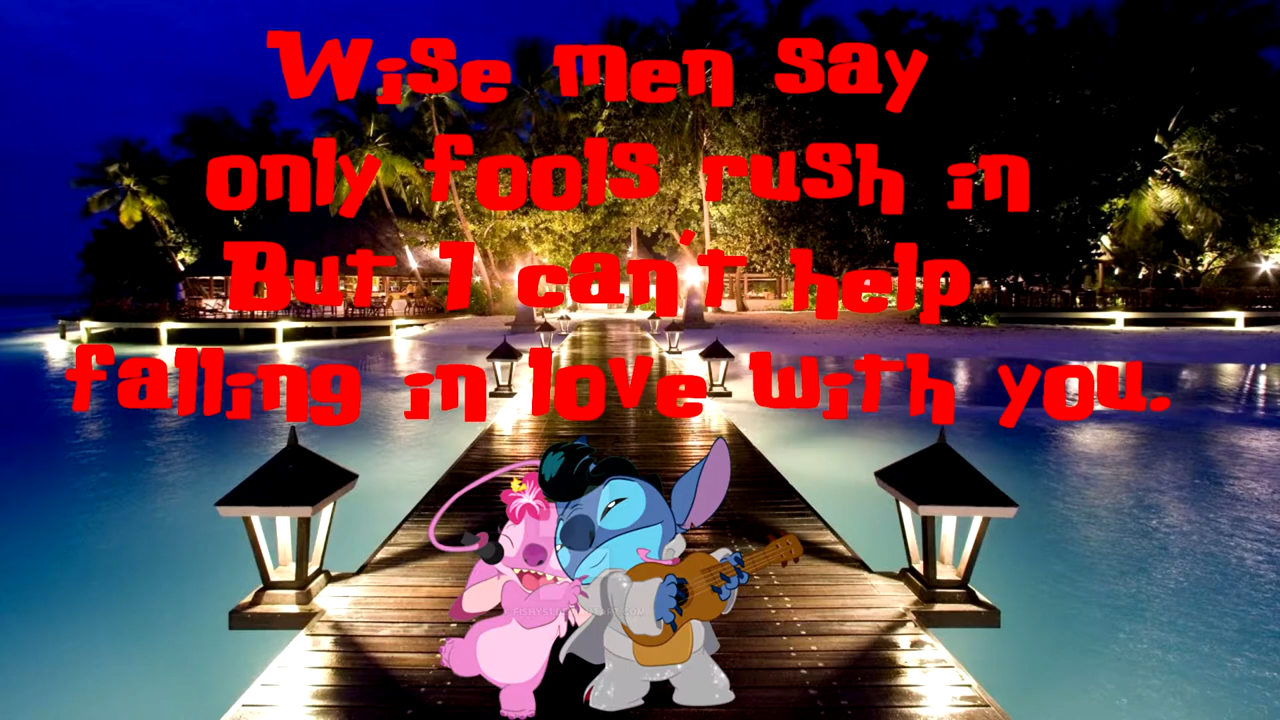 Wise men say
only fools rush in
But I can't help
falling in love with you.